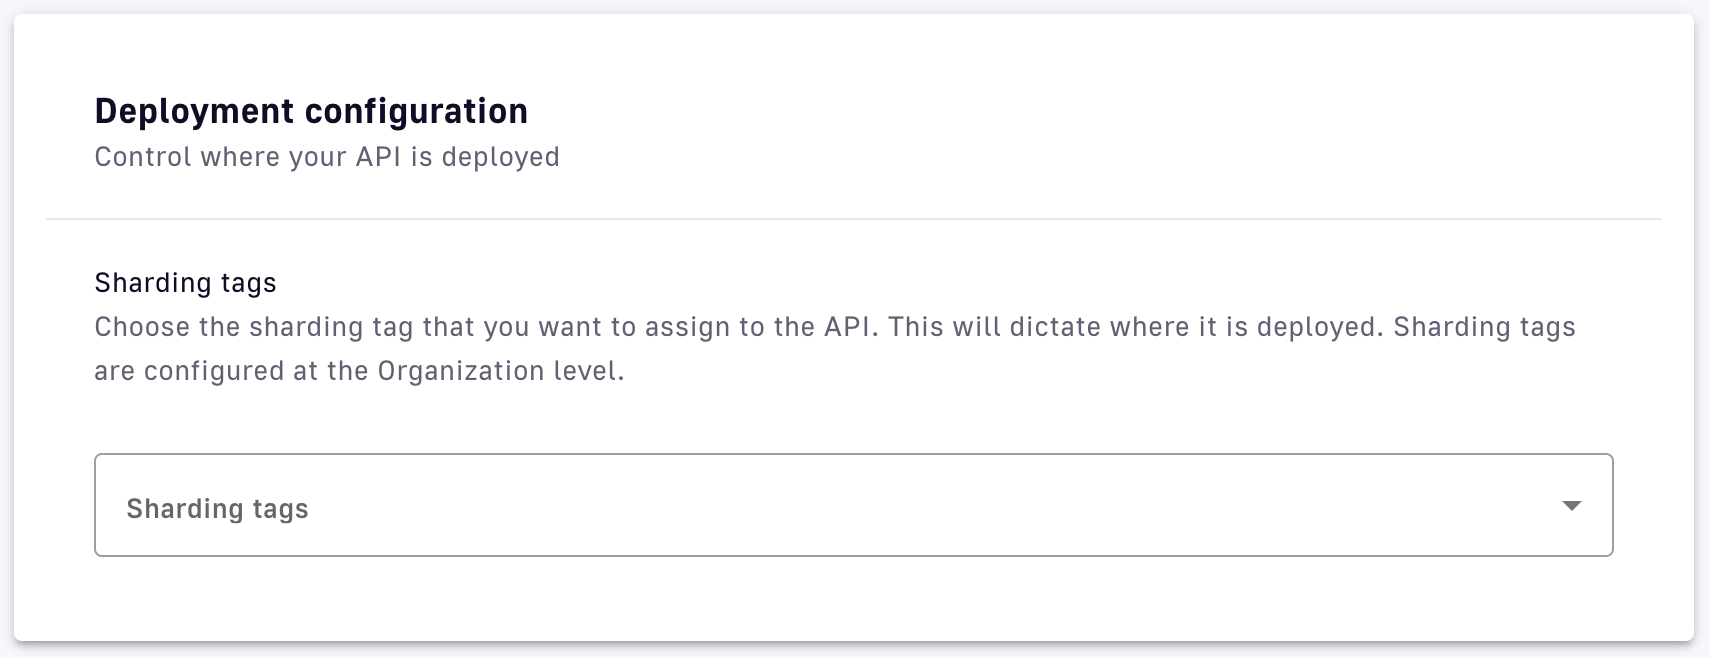 Deployment configuration
Control where your API is deployed
Sharding tags
Choose the sharding tag that you want to assign to the API. This will dictate where it is deployed. Sharding tags
are configured at the Organization level.
Sharding tags